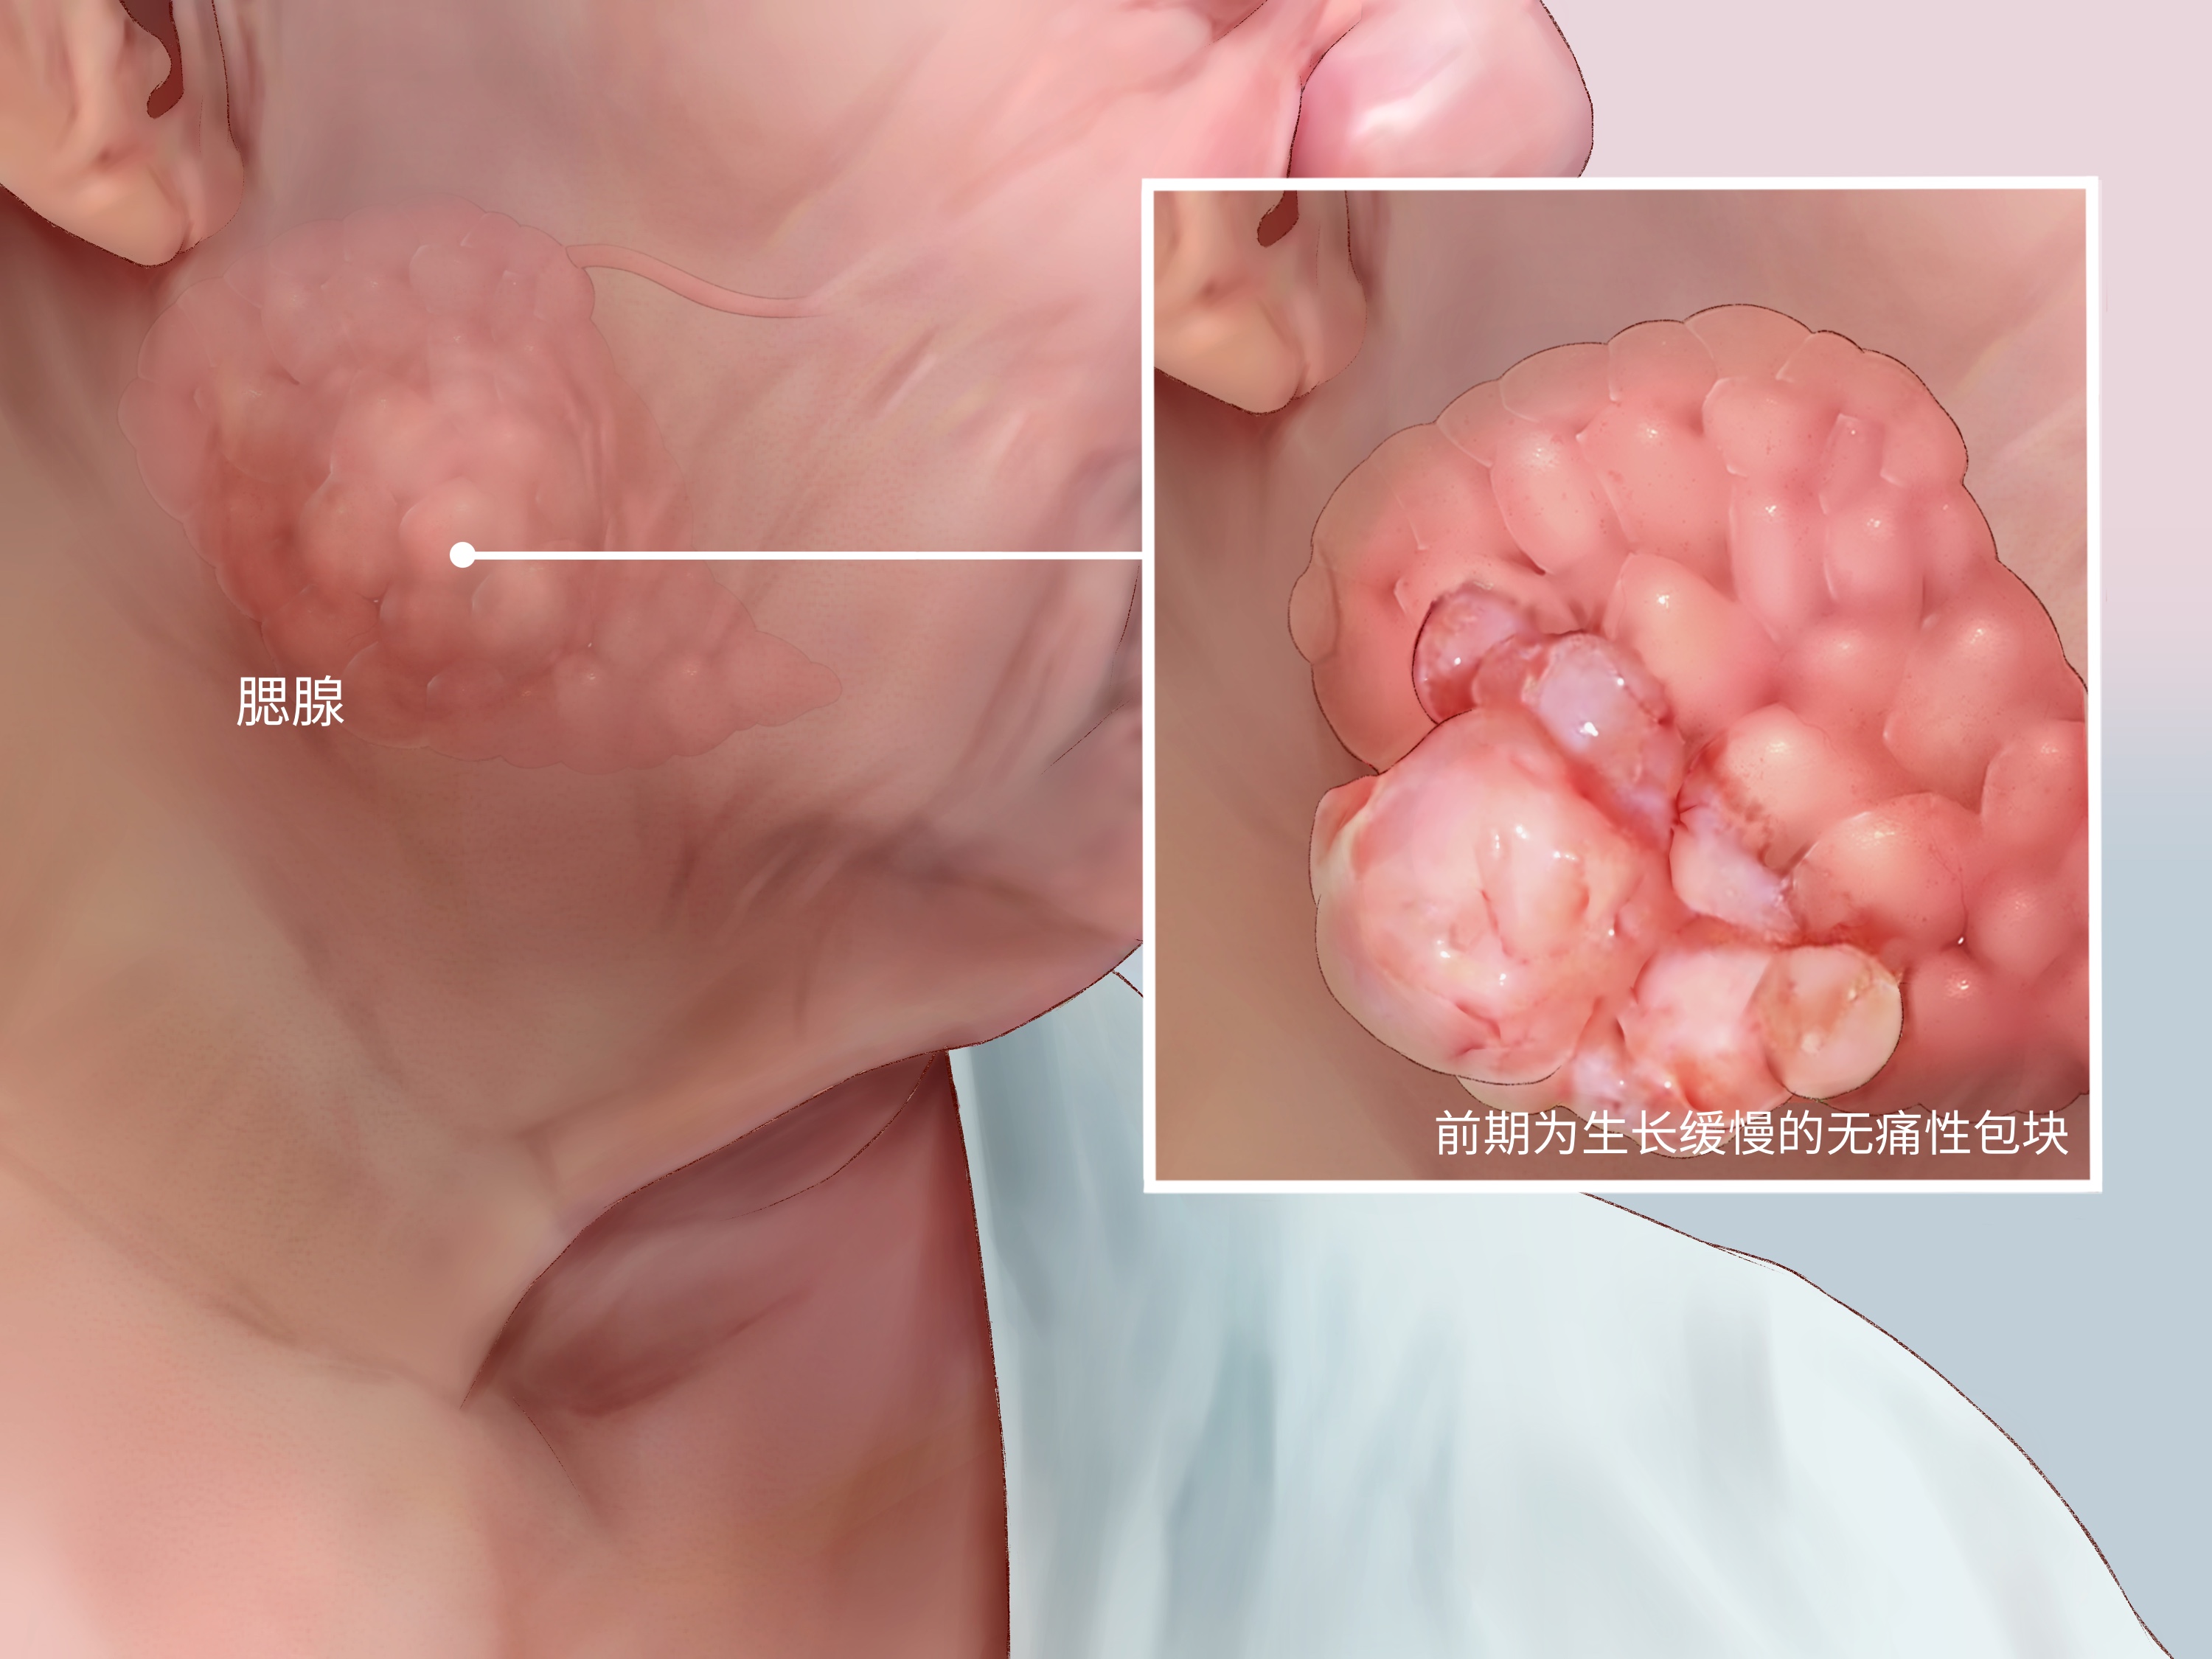 腮腺
前期为生长缓慢的无痛性包块